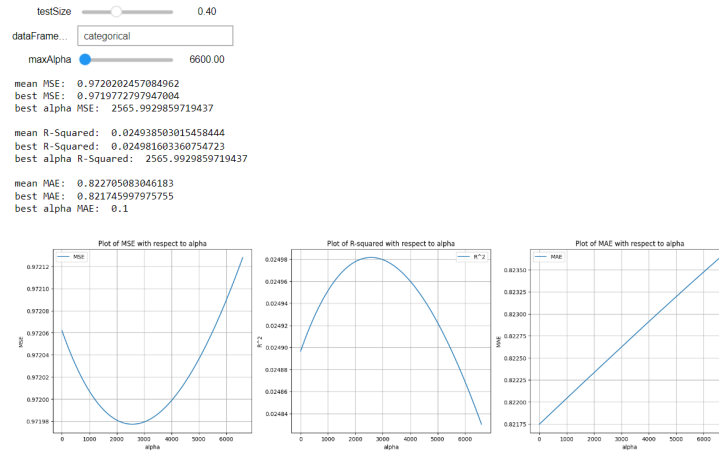 testSize 0.40
dataFrame... categorical
maxAlpha 6600.00
mean MSE: 0.9720202457084962
best MSE: 0.9719772797947004
best alpha MSE: 2565.9929859719437
mean R-Squared: 0.024938503015458444
best R-Squared: 0.024981603360754723
best alpha R-Squared: 2565.9929859719437
mean MAE: 0.822705083046183
best MAE: 0.821745997975755
best alpha MAE: 0.1
Plot of MSE with respect to alpha
MSE
0.97212
0.97210
0.97208
0.97206
0.97204
0.97202
0.97200
0.97198
MSE
0 1000 2000 3000 4000 5000 6000
alpha
Plot of R-squared with respect to alpha
R^2
0.02498
0.02496
0.02494
0.02492
0.02490
0.02488
0.02486
0.02484
R^2
0 1000 2000 3000 4000 5000 6000
alpha
Plot of MAE with respect to alpha
MAE
0.82350
0.82325
0.82300
0.82275
0.82250
0.82225
0.82200
0.82175
MAE
0 1000 2000 3000 4000 5000 6000
alpha